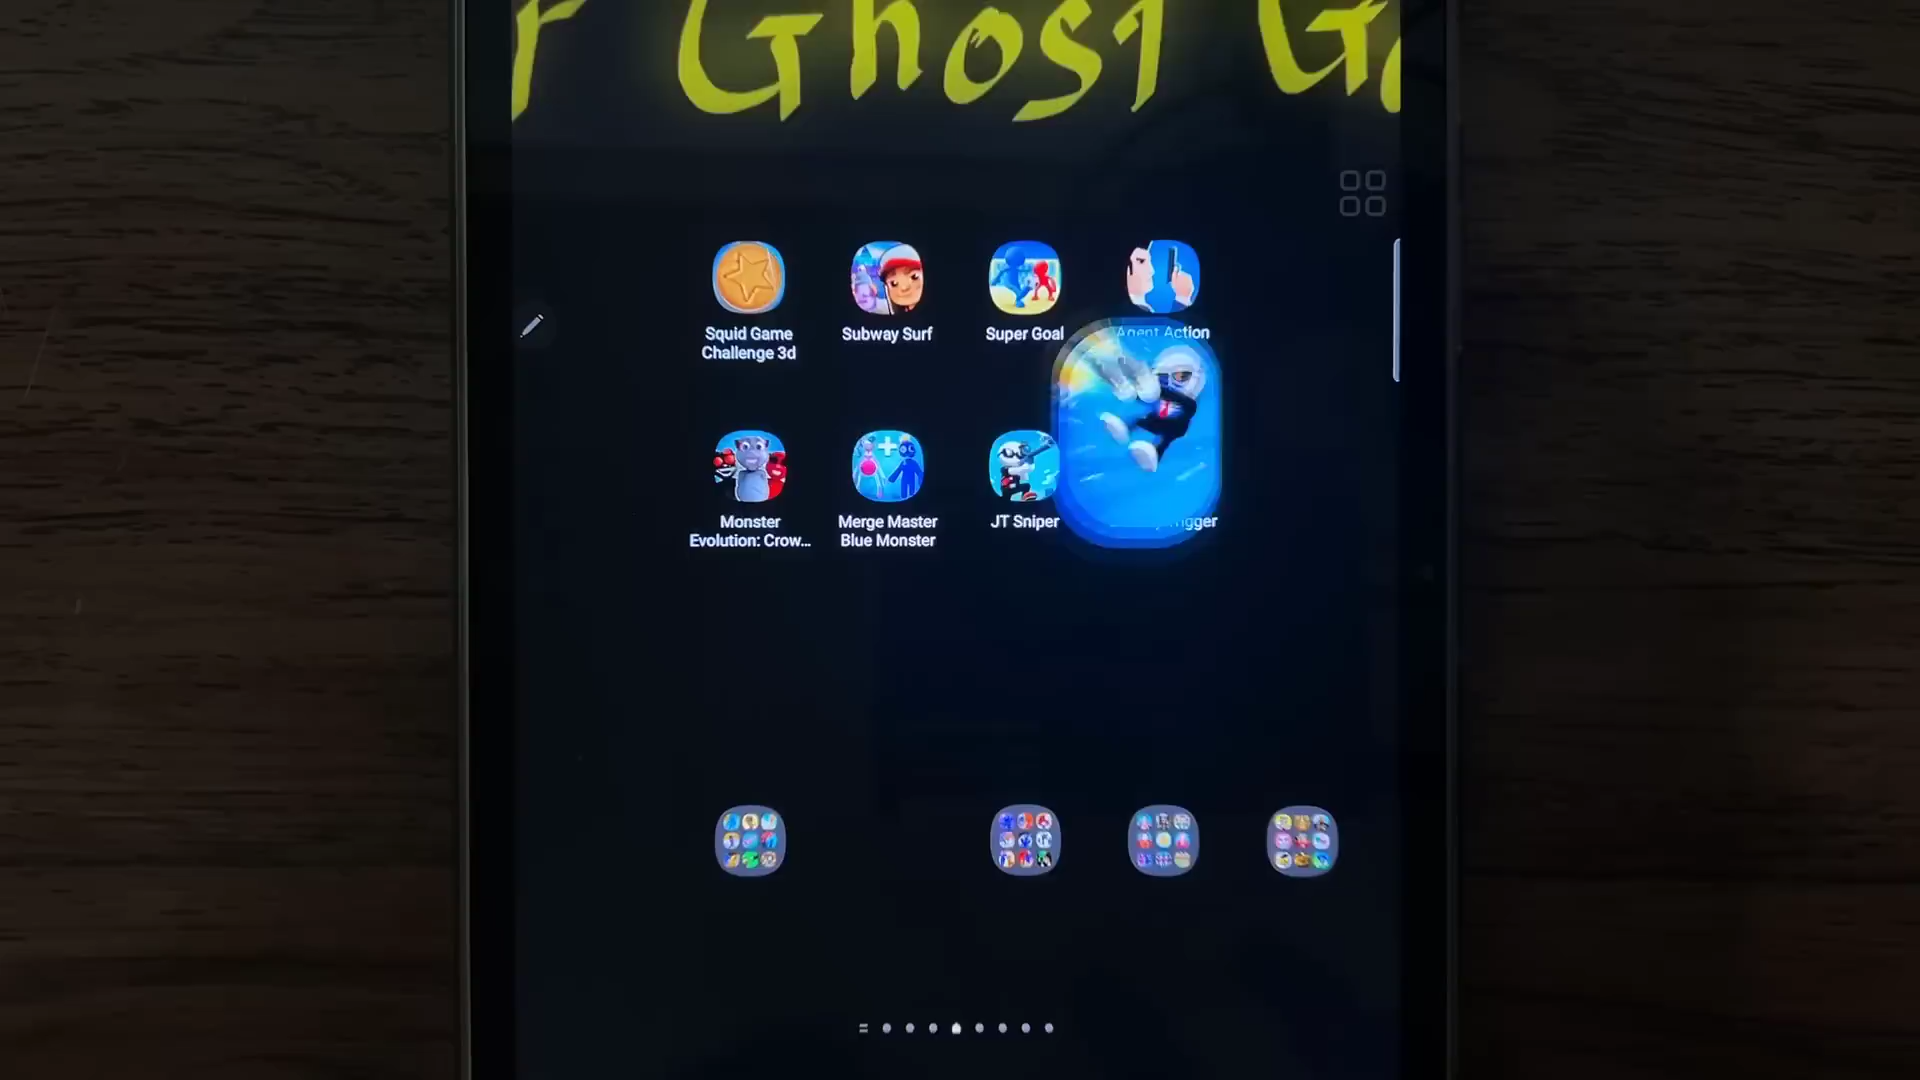 r Ghost G
Squid Game
Challenge 3d
Subway Surf
Super Goal
Agent Action
Monster
Evolution: Crow...
Merge Master
Blue Monster
JT Sniper